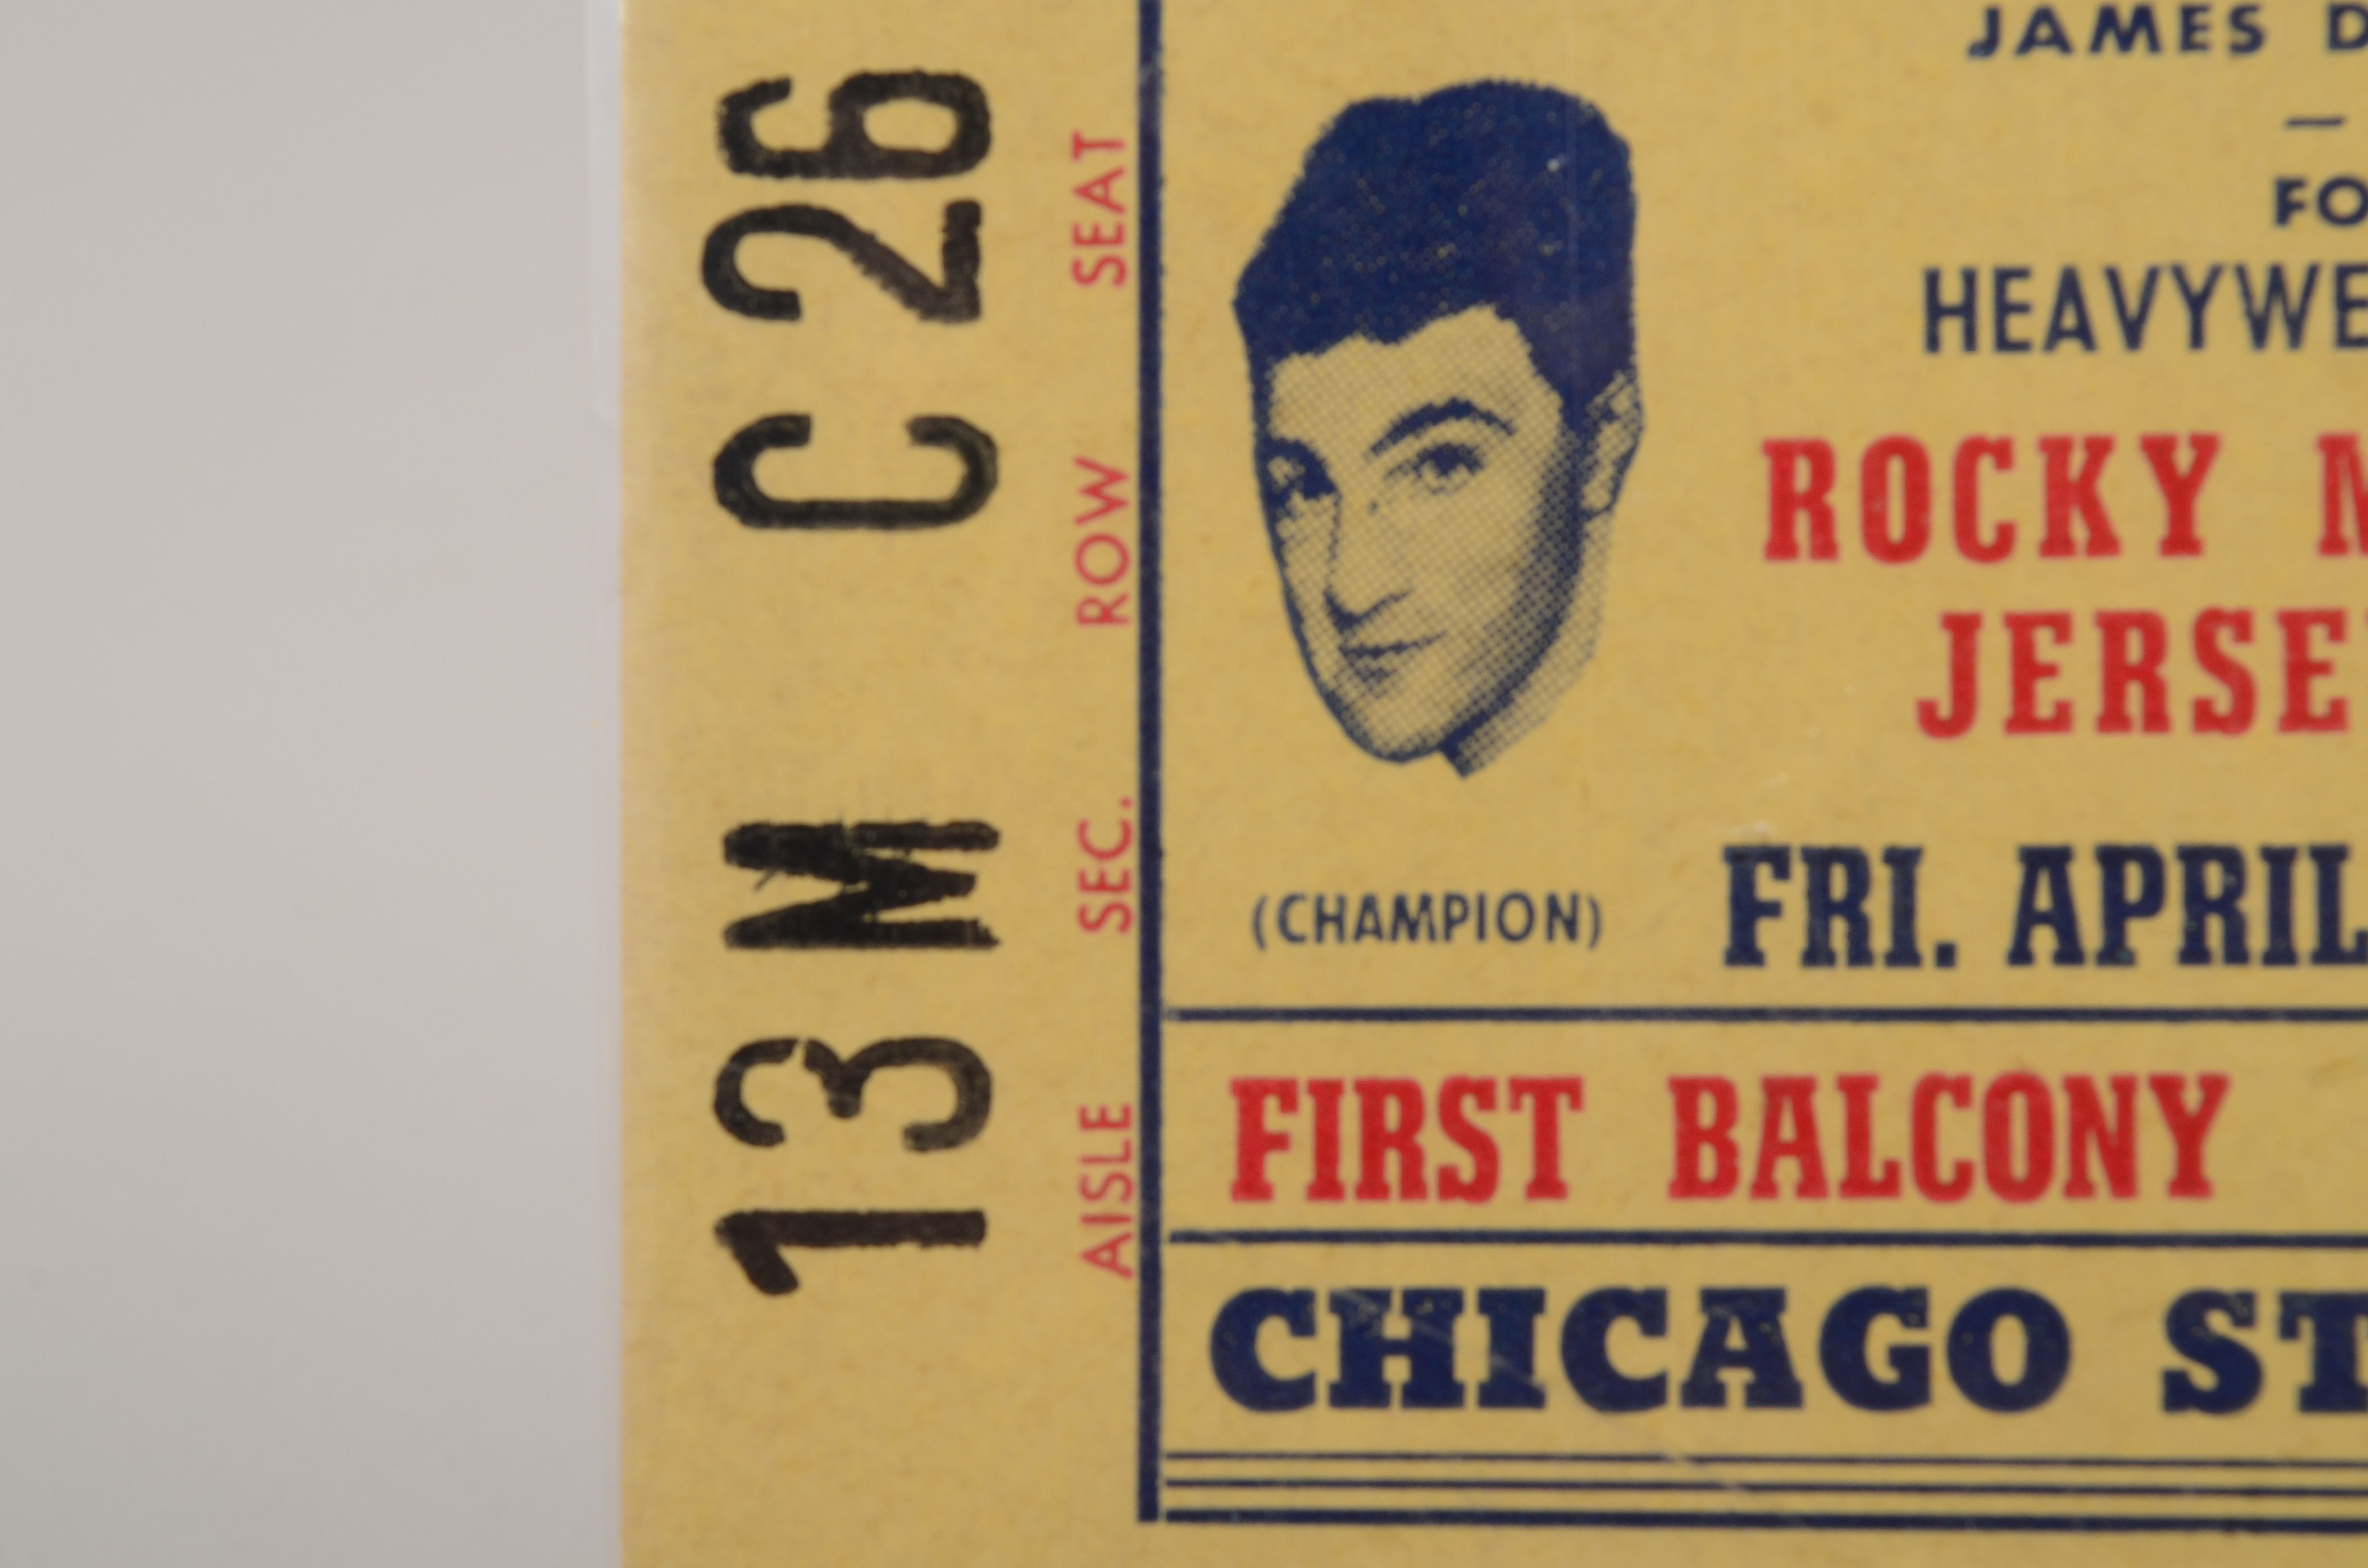 13 M C 26
AISLE SEC. ROW SEAT
JAMES D
—
FO
HEAVYWE
ROCKY M
JERSE
(CHAMPION) FRI. APRIL
FIRST BALCONY
CHICAGO ST